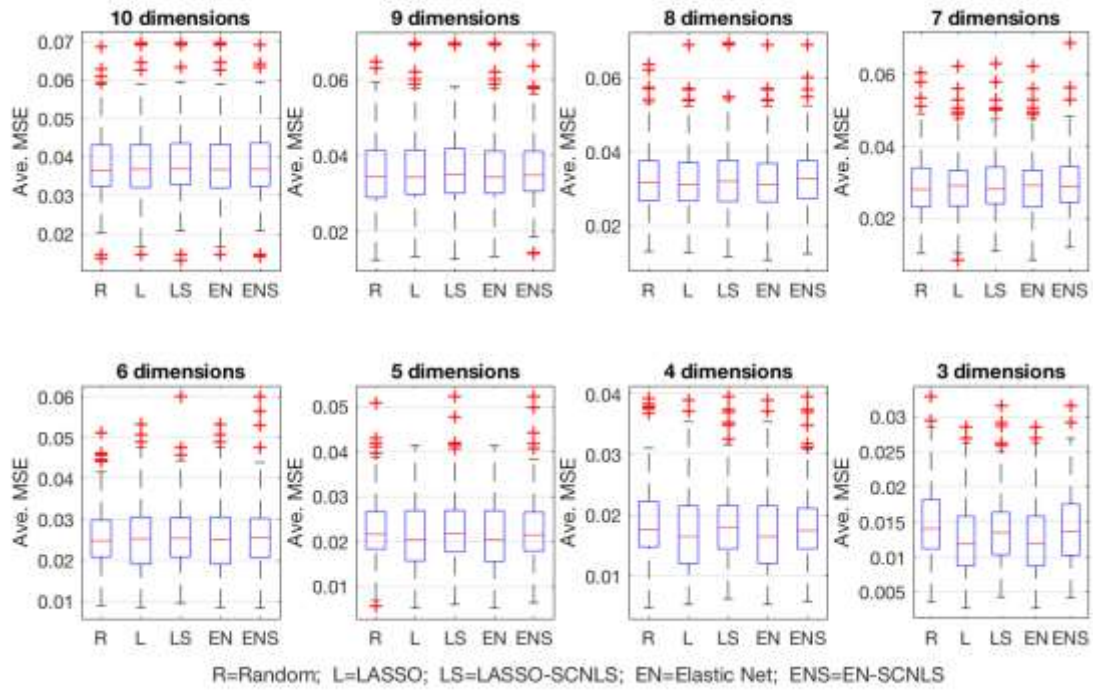 10 dimensions
9 dimensions
8 dimensions
7 dimensions
Ave. MSE
0.07
0.06
0.05
0.04
0.03
0.02
R L LS EN ENS
Ave. MSE
0.06
0.04
0.02
R L LS EN ENS
Ave. MSE
0.06
0.04
0.02
R L LS EN ENS
Ave. MSE
0.06
0.04
0.02
R L LS EN ENS
6 dimensions
5 dimensions
4 dimensions
3 dimensions
Ave. MSE
0.06
0.05
0.04
0.03
0.02
0.01
R L LS EN ENS
Ave. MSE
0.05
0.04
0.03
0.02
0.01
R L LS EN ENS
Ave. MSE
0.04
0.03
0.02
0.01
R L LS EN ENS
Ave. MSE
0.03
0.025
0.02
0.015
0.01
0.005
R L LS EN ENS
R=Random; L=LASSO; LS=LASSO-SCNLS; EN=Elastic Net; ENS=EN-SCNLS